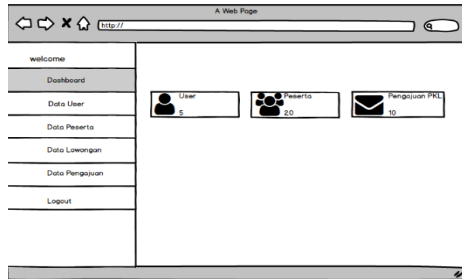 A Web Page
http://
welcome
Dashboard
Data User
Data Peserta
Data Lowongan
Data Pengajuan
Logout
User
5
Peserta
20
Pengajuan PKL
10